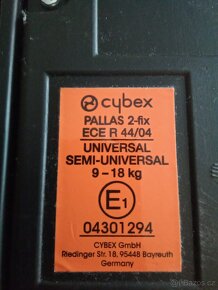 cybex
PALLAS 2-fix
ECE R 44/04
UNIVERSAL
SEMI-UNIVERSAL
9 – 18 kg
E1
04301294
CYBEX GmbH
Riedinger Str. 18, 95448 Bayreuth
Germany